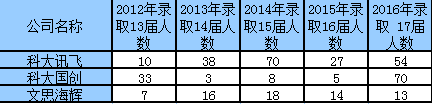 公司名称 2012年录取13届人数 2013年录取14届人数 2014年录取15届人数 2015年录取16届人数 2016年录取 17届人数
科大讯飞 10 38 70 27 54
科大国创 33 3 8 5 70
文思海辉 7 16 18 14 13